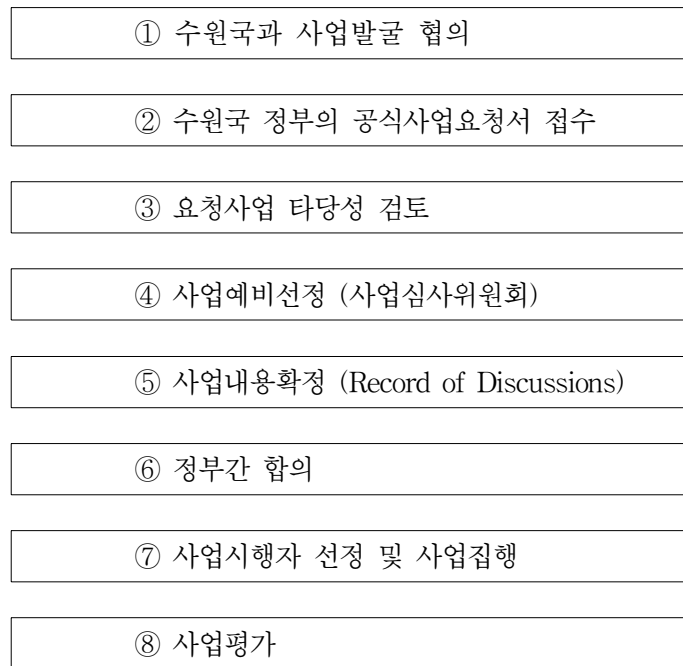 ① 수원국과 사업발굴 협의
② 수원국 정부의 공식사업요청서 접수
③ 요청사업 타당성 검토
④ 사업예비선정 (사업심사위원회)
⑤ 사업내용확정 (Record of Discussions)
⑥ 정부간 합의
⑦ 사업시행자 선정 및 사업집행
⑧ 사업평가